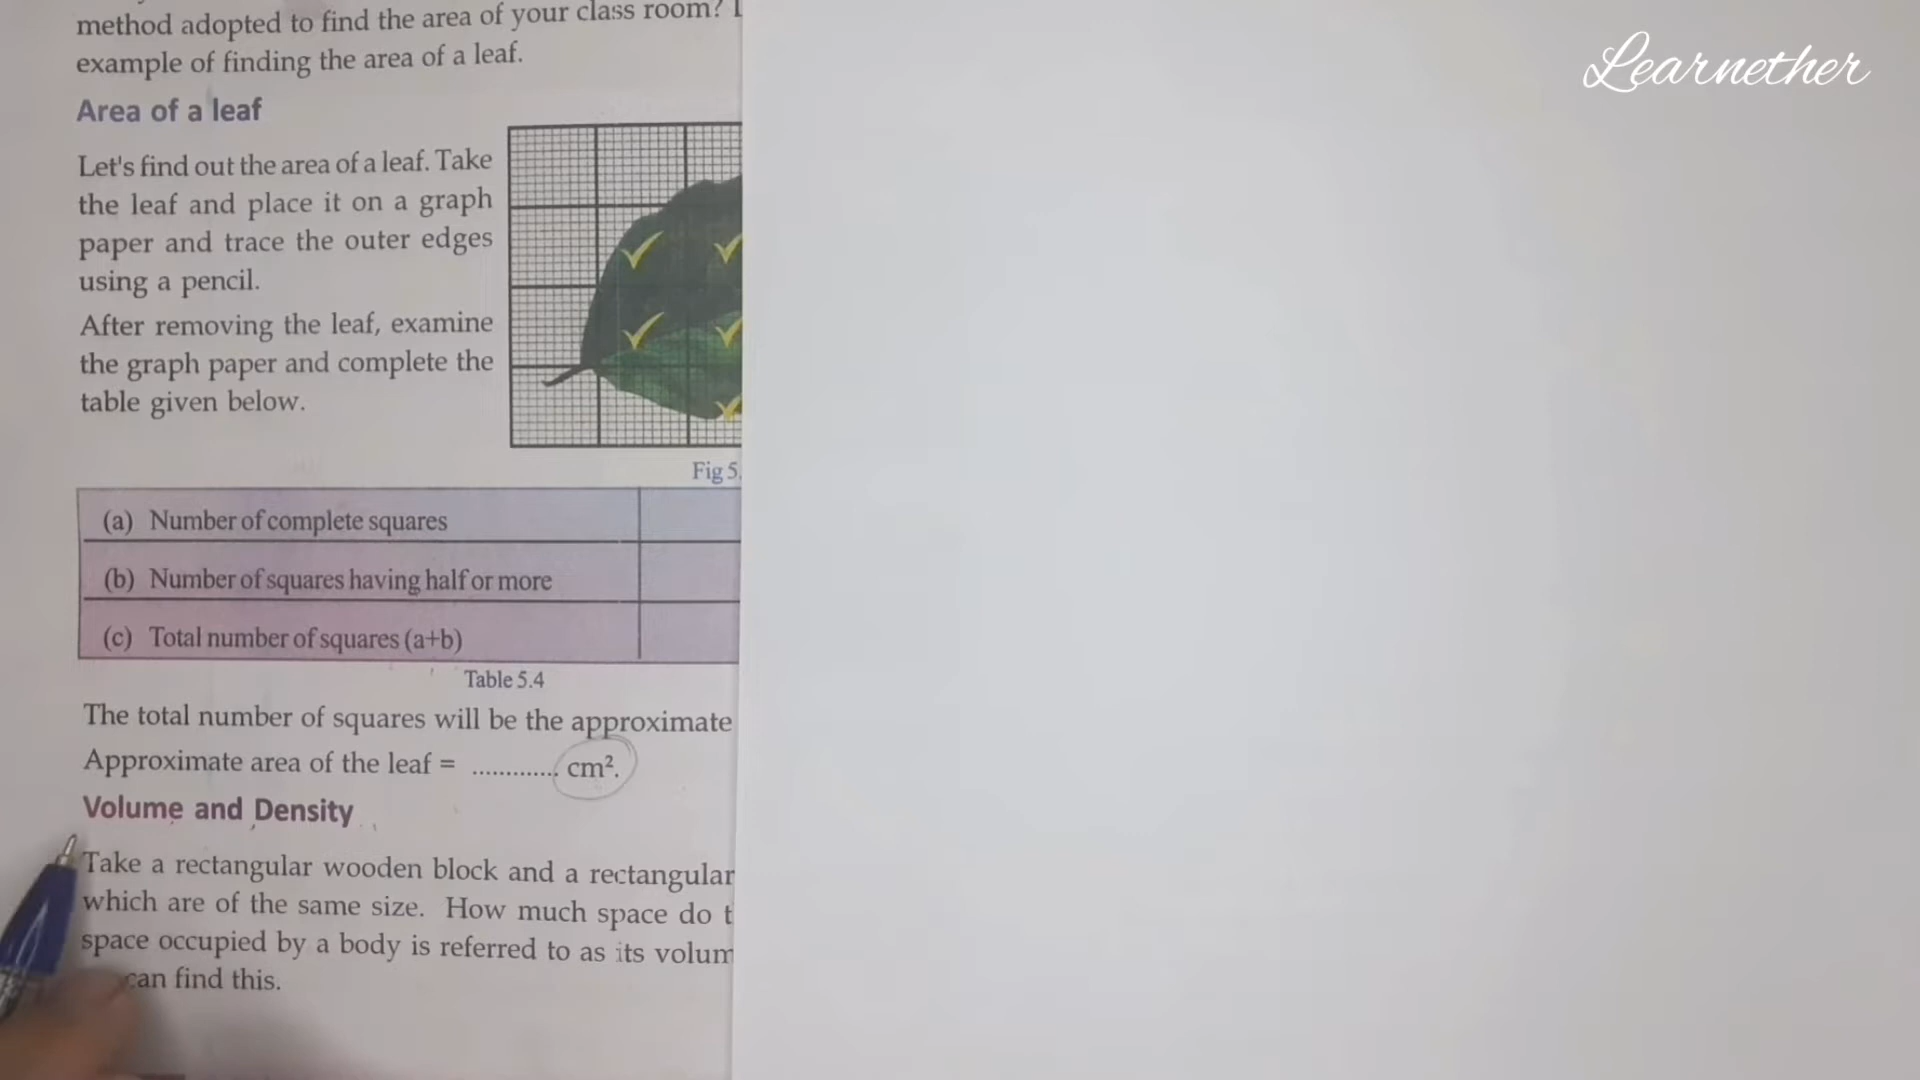 method adopted to find the area of your class room?
example of finding the area of a leaf.
Learnether
Area of a leaf
Let's find out the area of a leaf. Take
the leaf and place it on a graph
paper and trace the outer edges
using a pencil.
After removing the leaf, examine
the graph paper and complete the
table given below.
Fig 5.
(a) Number of complete squares
(b) Number of squares having half or more
(c) Total number of squares (a+b)
Table 5.4
The total number of squares will be the approximate
Approximate area of the leaf = ............. cm².
Volume and Density
Take a rectangular wooden block and a rectangular
which are of the same size. How much space do
space occupied by a body is referred to as its
can find this.